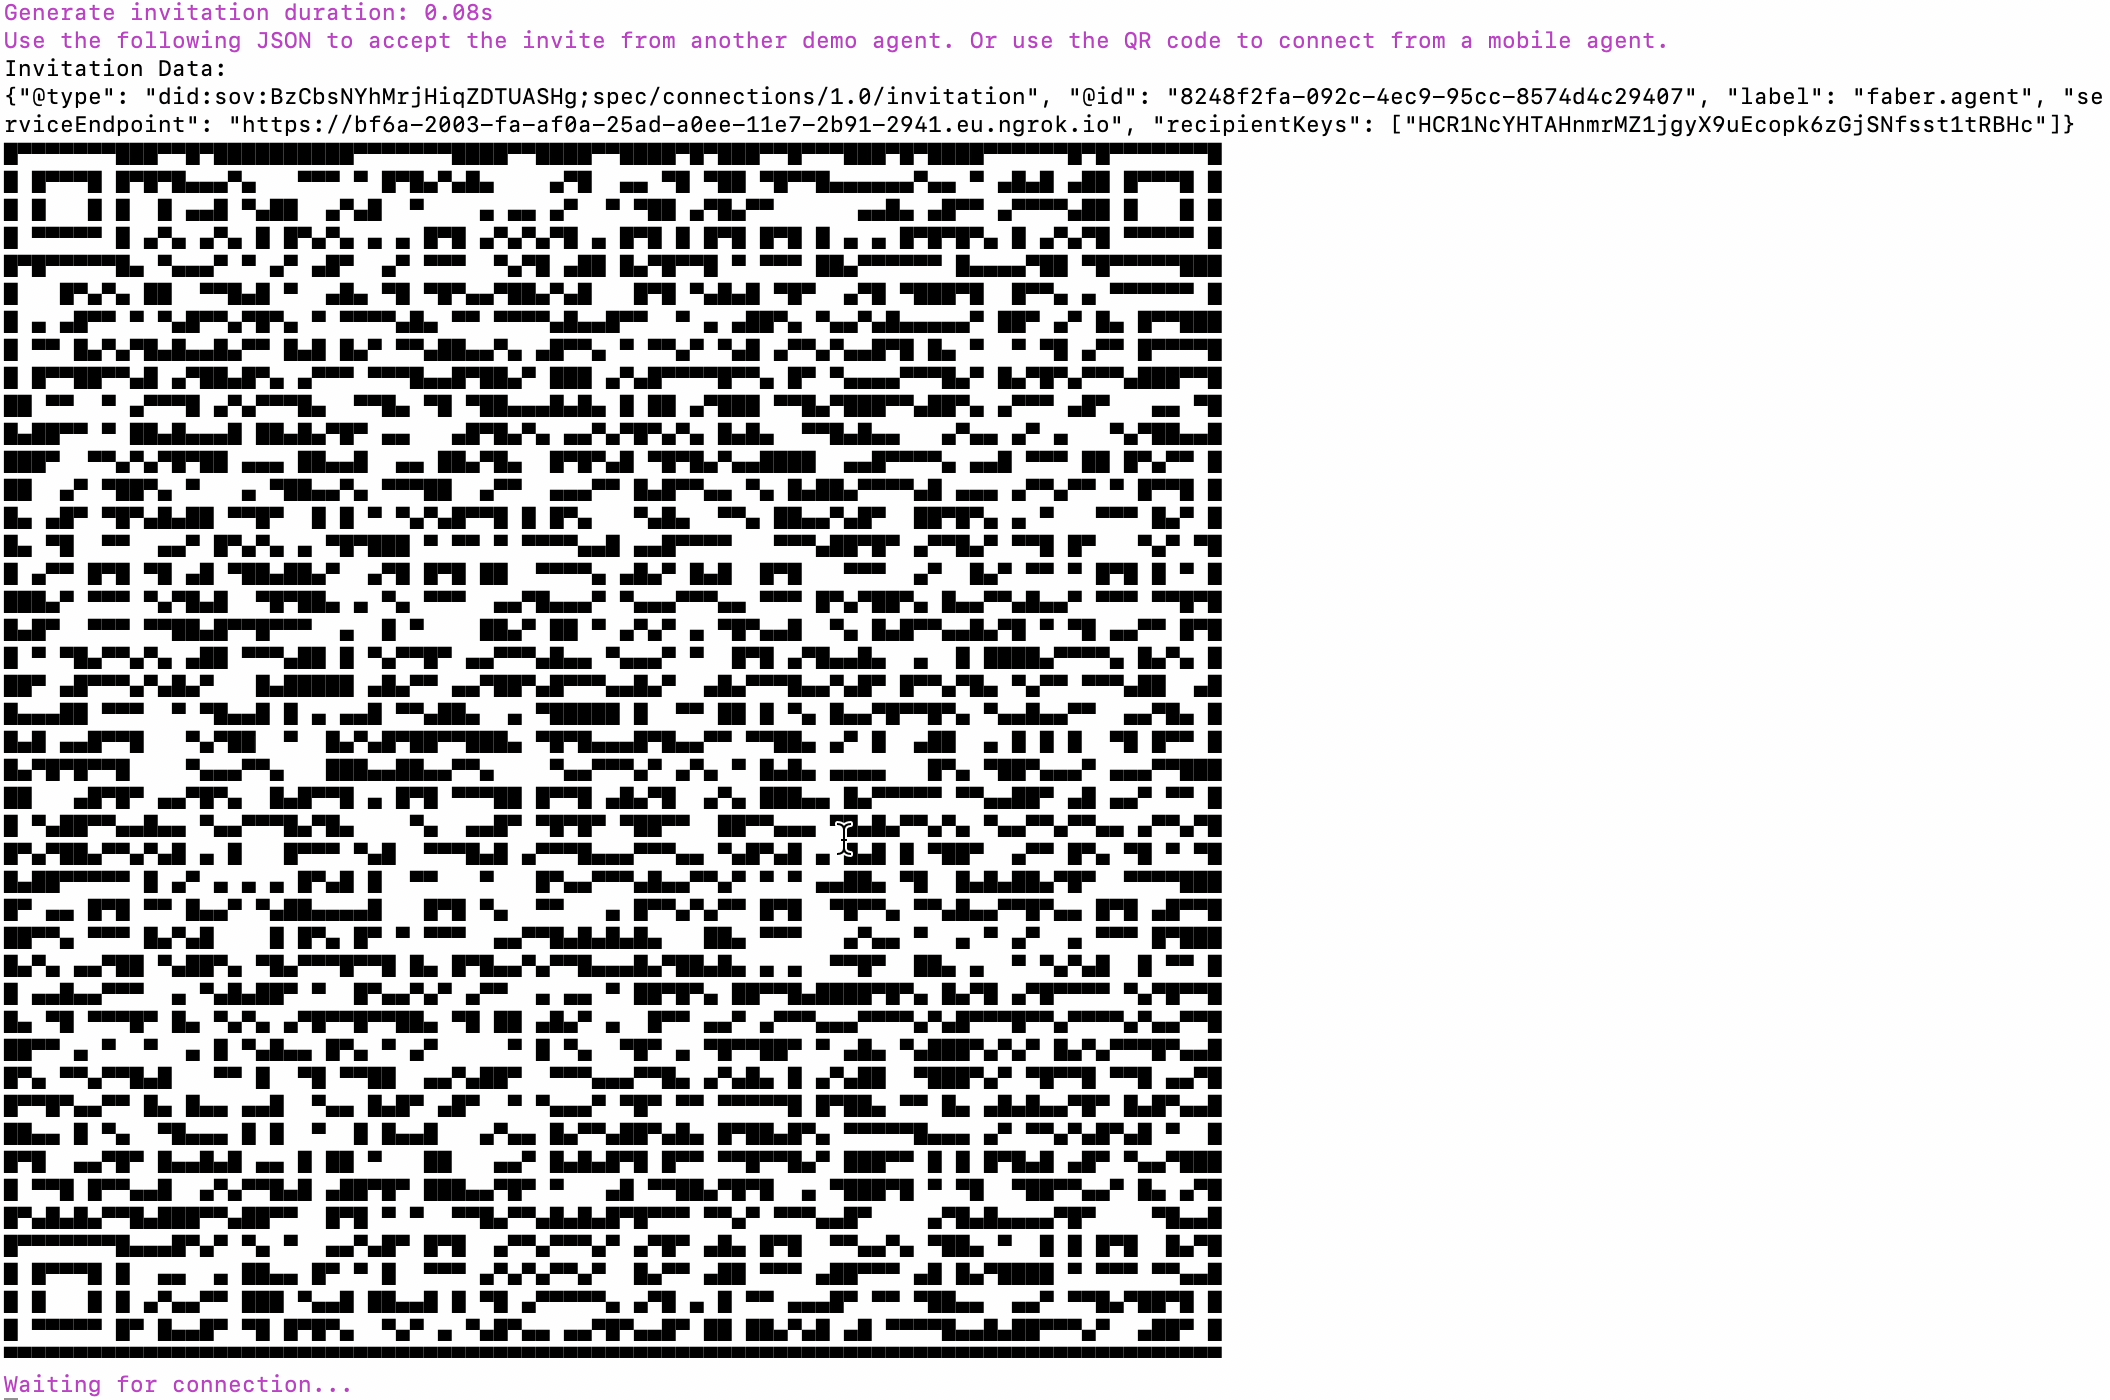 Generate invitation duration: 0.08s
Use the following JSON to accept the invite from another demo agent. Or use the QR code to connect from a mobile agent.
Invitation Data:
{"@type": "did:sov:BzCbsNYhMrjHiqZDTUASHg;spec/connections/1.0/invitation", "@id": "8248f2fa-092c-4ec9-95cc-8574d4c29407", "label": "faber.agent", "se
rviceEndpoint": "https://bf6a-2003-fa-af0a-25ad-a0ee-11e7-2b91-2941.eu.ngrok.io", "recipientKeys": ["HCR1NcYHTAHnmrMZ1jgyX9uEcopk6zGjSNfsst1tRBHc"]}
Waiting for connection...